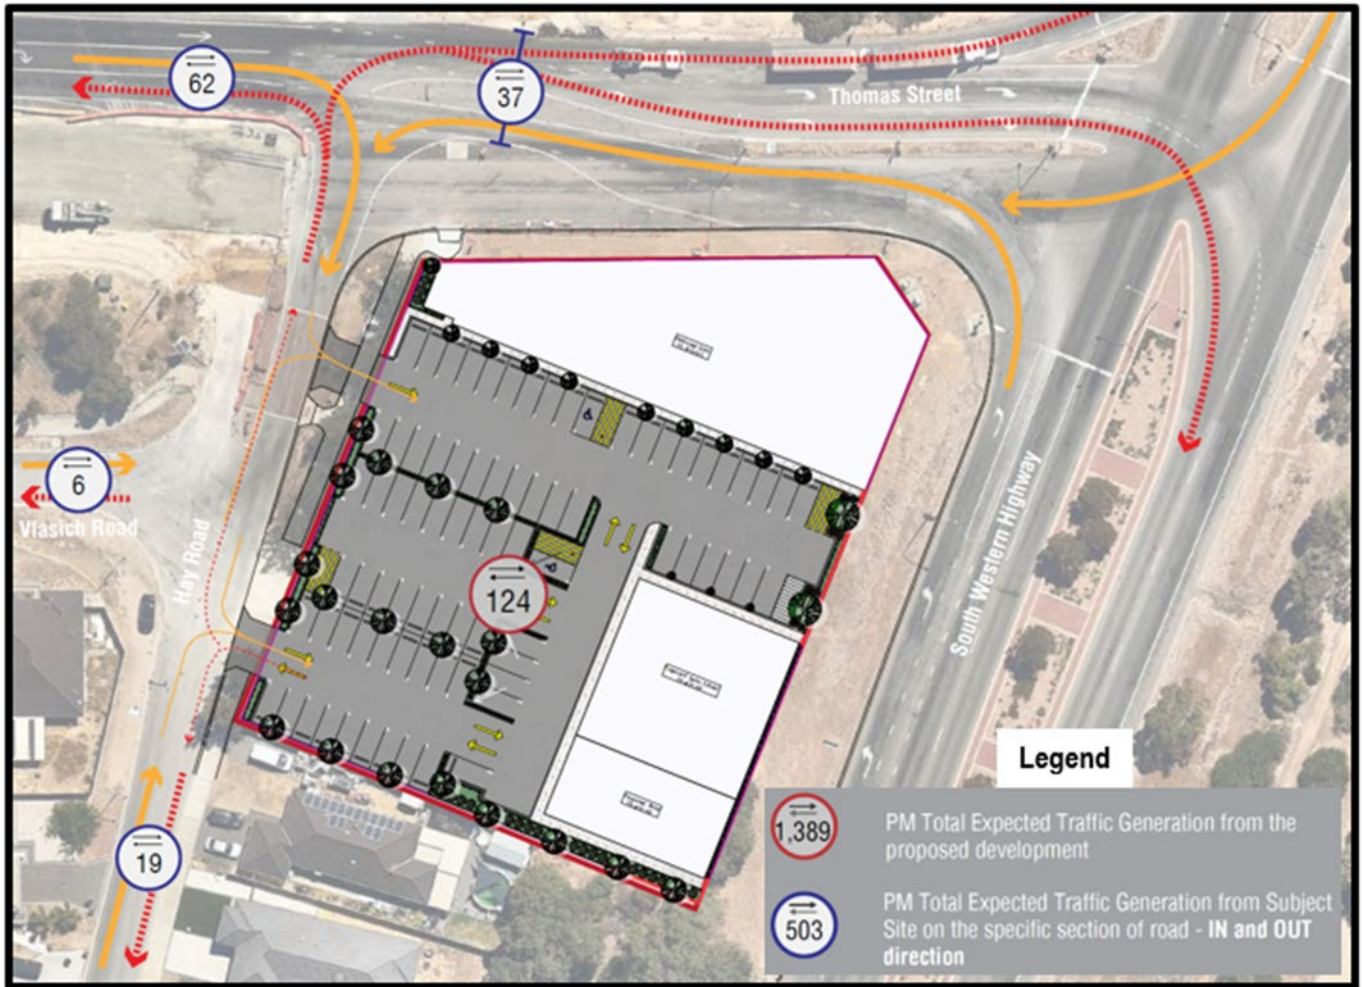 62
37
Thomas Street
6
Vlasich Road
Hay Road
124
South Western Highway
19
Legend
1,389
PM Total Expected Traffic Generation from the
proposed development
503
PM Total Expected Traffic Generation from Subject
Site on the specific section of road - IN and OUT
direction